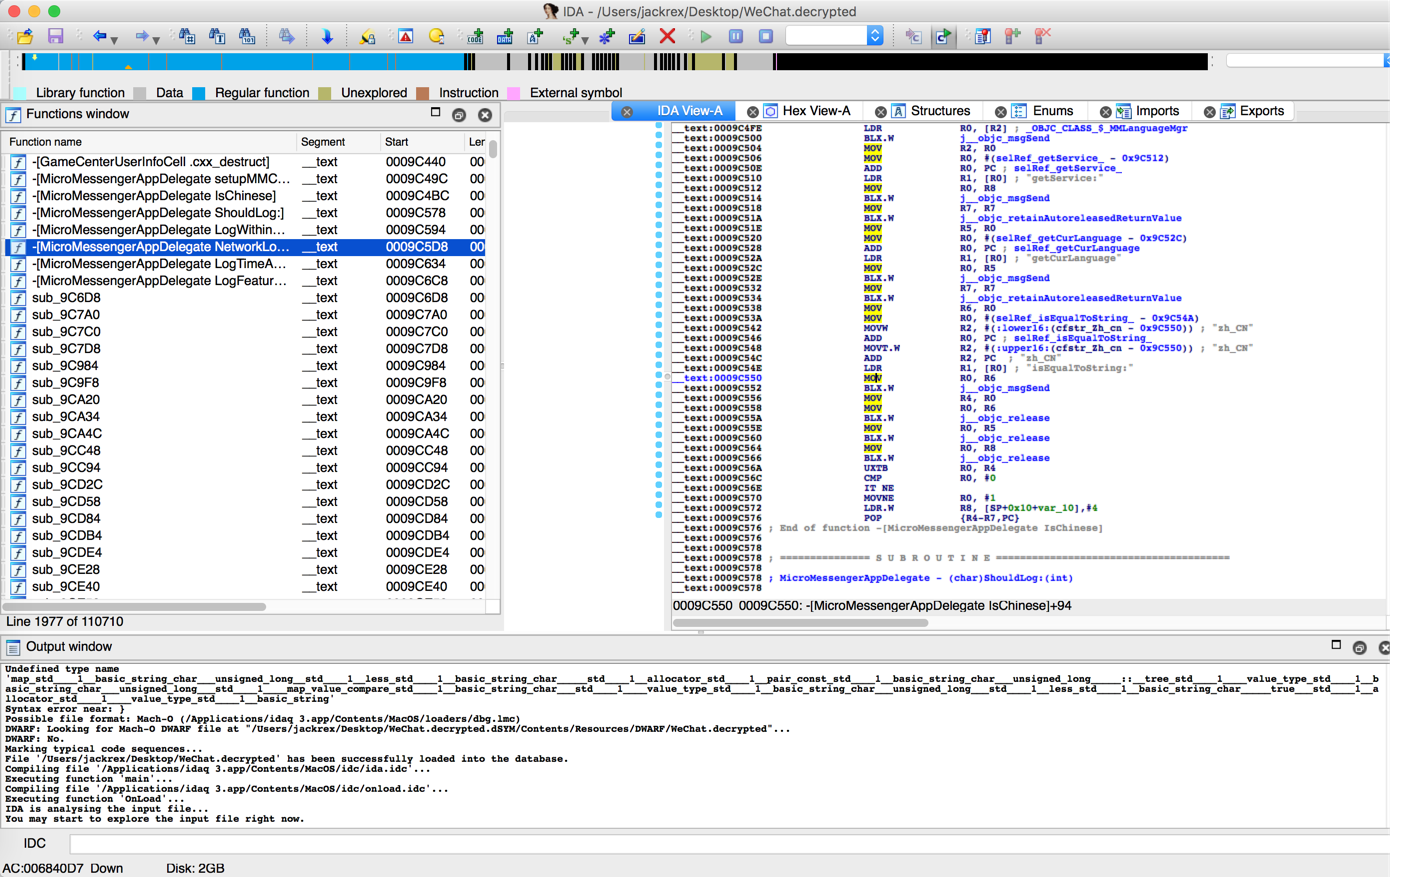 IDA - /Users/jackrex/Desktop/WeChat.decrypted
Library function Data Regular function Unexplored Instruction External symbol
Functions window
Function name Segment Start Ler
-[GameCenterUserInfoCell .cxx_destruct] __text 0009C440 00
-[MicroMessengerAppDelegate setupMMC... __text 0009C49C 00
-[MicroMessengerAppDelegate IsChinese] __text 0009C4BC 00
-[MicroMessengerAppDelegate ShouldLog:] __text 0009C578 00
-[MicroMessengerAppDelegate LogWithin... __text 0009C594 00
-[MicroMessengerAppDelegate NetworkLo... __text 0009C5D8 00
-[MicroMessengerAppDelegate LogTimeA... __text 0009C634 00
-[MicroMessengerAppDelegate LogFeatur... __text 0009C6C8 00
sub_9C6D8 __text 0009C6D8 00
sub_9C7A0 __text 0009C7A0 00
sub_9C7C0 __text 0009C7C0 00
sub_9C7D8 __text 0009C7D8 00
sub_9C984 __text 0009C984 00
sub_9C9F8 __text 0009C9F8 00
sub_9CA20 __text 0009CA20 00
sub_9CA34 __text 0009CA34 00
sub_9CA4C __text 0009CA4C 00
sub_9CC48 __text 0009CC48 00
sub_9CC94 __text 0009CC94 00
sub_9CD2C __text 0009CD2C 00
sub_9CD58 __text 0009CD58 00
sub_9CD84 __text 0009CD84 00
sub_9CDB4 __text 0009CDB4 00
sub_9CDE4 __text 0009CDE4 00
sub_9CE28 __text 0009CE28 00
sub_9CE40 __text 0009CE40 00
Line 1977 of 110710
IDA View-A Hex View-A Structures Enums Imports Exports
__text:0009C4FE LDR R0, [R2] ; _OBJC_CLASS_$_MMLanguageMgr
__text:0009C500 BLX.W j__objc_msgSend
__text:0009C504 MOV R2, R0
__text:0009C506 MOV R0, #(selRef_getService_ - 0x9C512)
__text:0009C50E ADD R0, PC ; selRef_getService_
__text:0009C510 LDR R1, [R0] ; "getService:"
__text:0009C512 MOV R0, R8
__text:0009C514 BLX.W j__objc_msgSend
__text:0009C518 MOV R7, R7
__text:0009C51A BLX.W j__objc_retainAutoreleasedReturnValue
__text:0009C51E MOV R5, R0
__text:0009C520 MOV R0, #(selRef_getCurLanguage - 0x9C52C)
__text:0009C528 ADD R0, PC ; selRef_getCurLanguage
__text:0009C52A LDR R1, [R0] ; "getCurLanguage"
__text:0009C52C MOV R0, R5
__text:0009C52E BLX.W j__objc_msgSend
__text:0009C532 MOV R7, R7
__text:0009C534 BLX.W j__objc_retainAutoreleasedReturnValue
__text:0009C538 MOV R6, R0
__text:0009C53A MOV R0, #(selRef_isEqualToString_ - 0x9C54A)
__text:0009C542 MOVW R2, #(:lower16:(cfstr_Zh_cn - 0x9C550)) ; "zh_CN"
__text:0009C546 ADD R0, PC ; selRef_isEqualToString_
__text:0009C548 MOVT.W R2, #(:upper16:(cfstr_Zh_cn - 0x9C550)) ; "zh_CN"
__text:0009C54C ADD R2, PC ; "zh_CN"
__text:0009C54E LDR R1, [R0] ; "isEqualToString:"
__text:0009C550 MOV R0, R6
__text:0009C552 BLX.W j__objc_msgSend
__text:0009C556 MOV R4, R0
__text:0009C558 MOV R0, R6
__text:0009C55A BLX.W j__objc_release
__text:0009C55E MOV R0, R5
__text:0009C560 BLX.W j__objc_release
__text:0009C564 MOV R0, R8
__text:0009C566 BLX.W j__objc_release
__text:0009C56A UXTB R0, R4
__text:0009C56C CMP R0, #0
__text:0009C56E IT NE
__text:0009C570 MOVNE R0, #1
__text:0009C572 LDR.W R8, [SP+0x10+var_10],#4
__text:0009C576 POP {R4-R7,PC}
__text:0009C576 ; End of function -[MicroMessengerAppDelegate IsChinese]
__text:0009C576
__text:0009C578
__text:0009C578 ; =============== S U B R O U T I N E =======================================
__text:0009C578
__text:0009C578 ; MicroMessengerAppDelegate - (char)ShouldLog:(int)
__text:0009C578
0009C550 0009C550: -[MicroMessengerAppDelegate IsChinese]+94
Output window
Undefined type name
'map_std____1__basic_string_char___unsigned_long__std____1__less_std____1__basic_string_char_____std____1__allocator_std____1__pair_const_std____1__basic_string_char___unsigned_long_____::__tree_std____1____value_type_std____1__b
asic_string_char___unsigned_long___std____1____map_value_compare_std____1__basic_string_char___std____1____value_type_std____1__basic_string_char___unsigned_long___std____1__less_std____1__basic_string_char_____true___std____1__a
llocator_std____1____value_type_std____1__basic_string'
Syntax error near: }
Possible file format: Mach-O (/Applications/idaq 3.app/Contents/MacOS/loaders/dbg.lmc)
DWARF: Looking for Mach-O DWARF file at "/Users/jackrex/Desktop/WeChat.decrypted.dSYM/Contents/Resources/DWARF/WeChat.decrypted"...
DWARF: No.
Marking typical code sequences...
File '/Users/jackrex/Desktop/WeChat.decrypted' has been successfully loaded into the database.
Compiling file '/Applications/idaq 3.app/Contents/MacOS/idc/ida.idc'...
Executing function 'main'...
Compiling file '/Applications/idaq 3.app/Contents/MacOS/idc/onload.idc'...
Executing function 'OnLoad'...
IDA is analysing the input file...
You may start to explore the input file right now.
IDC
AC:006840D7 Down Disk: 2GB